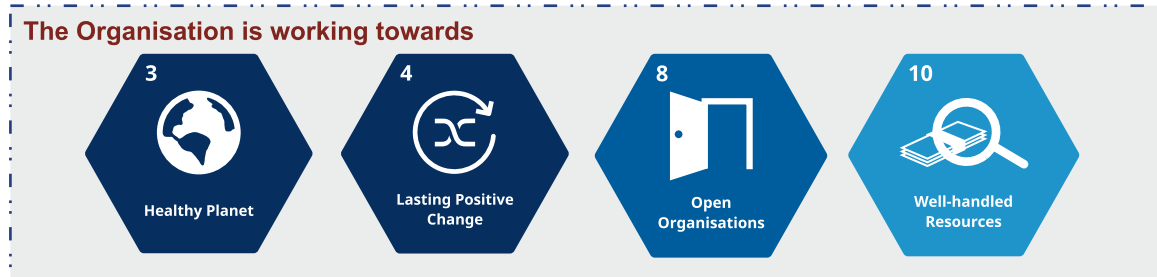 The Organisation is working towards
3
Healthy Planet
4
Lasting Positive
Change
8
Open
Organisations
10
Well-handled
Resources